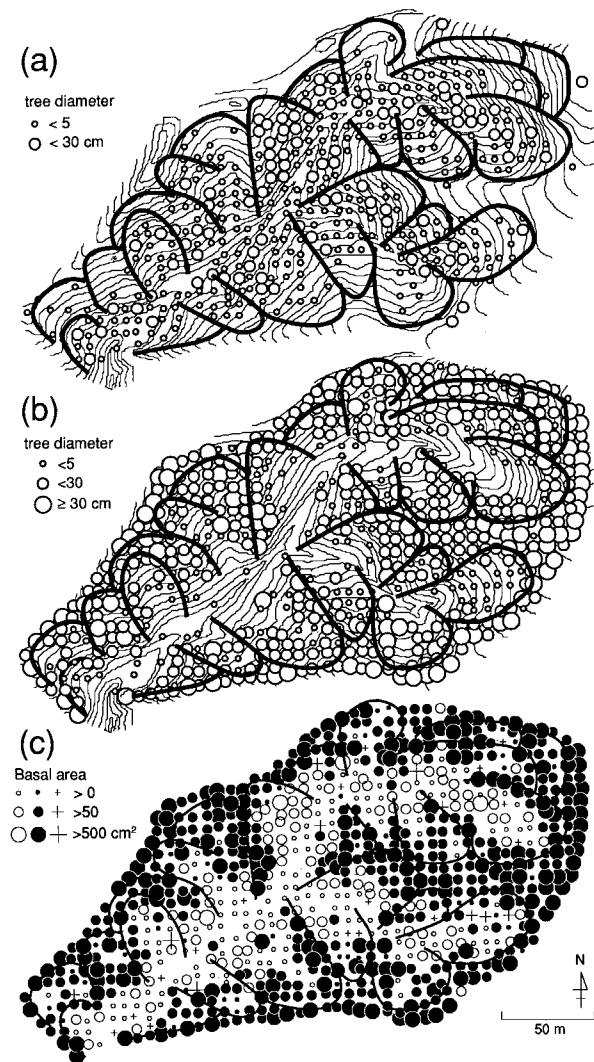 (a)
tree diameter
< 5
< 30 cm
(b)
tree diameter
<5
<30
≥ 30 cm
(c)
Basal area
> 0
>50
>500 cm²
N
50 m